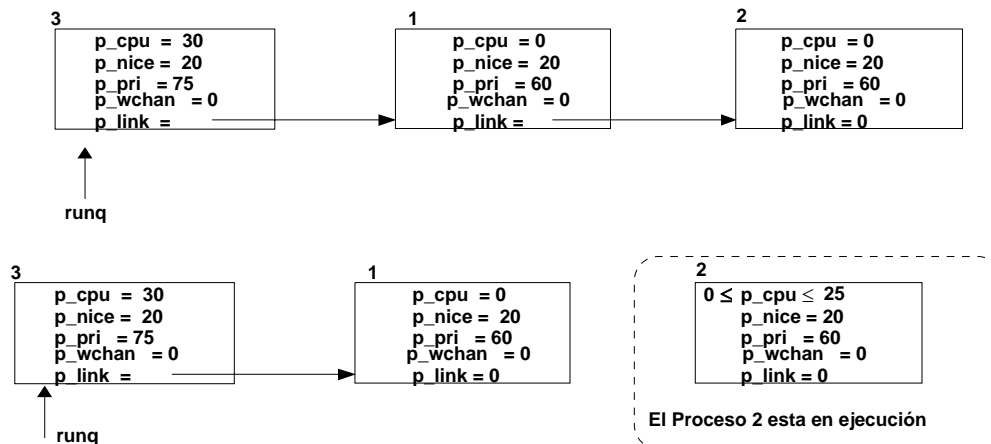 3
p_cpu = 30
p_nice = 20
p_pri = 75
p_wchan = 0
p_link =
1
p_cpu = 0
p_nice = 20
p_pri = 60
p_wchan = 0
p_link =
2
p_cpu = 0
p_nice = 20
p_pri = 60
p_wchan = 0
p_link = 0
runq
3
p_cpu = 30
p_nice = 20
p_pri = 75
p_wchan = 0
p_link =
1
p_cpu = 0
p_nice = 20
p_pri = 60
p_wchan = 0
p_link = 0
2
0 ≤ p_cpu ≤ 25
p_nice = 20
p_pri = 60
p_wchan = 0
p_link = 0
El Proceso 2 esta en ejecución
runq